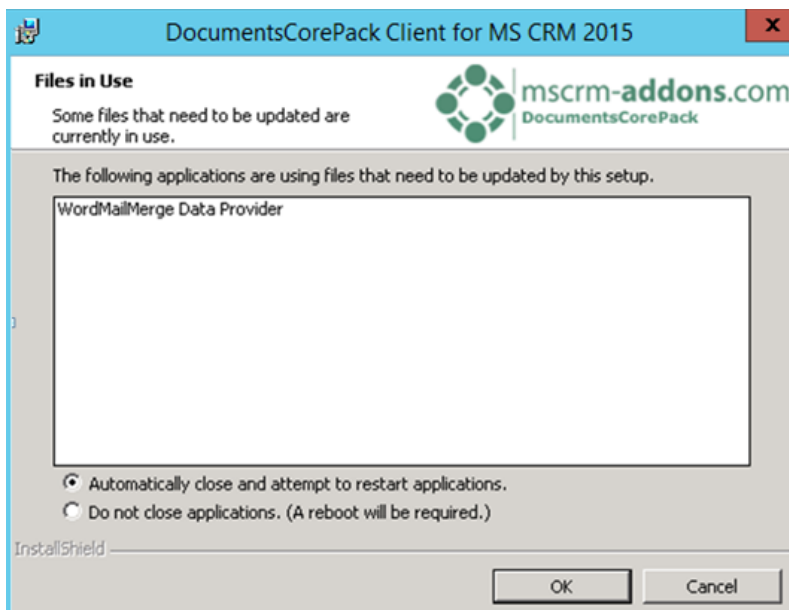 DocumentsCorePack Client for MS CRM 2015
x
Files in Use
Some files that need to be updated are
currently in use.
mscrm-addons.com
DocumentsCorePack
The following applications are using files that need to be updated by this setup.
WordMailMerge Data Provider
Automatically close and attempt to restart applications.
Do not close applications. (A reboot will be required.)
InstallShield
OK
Cancel